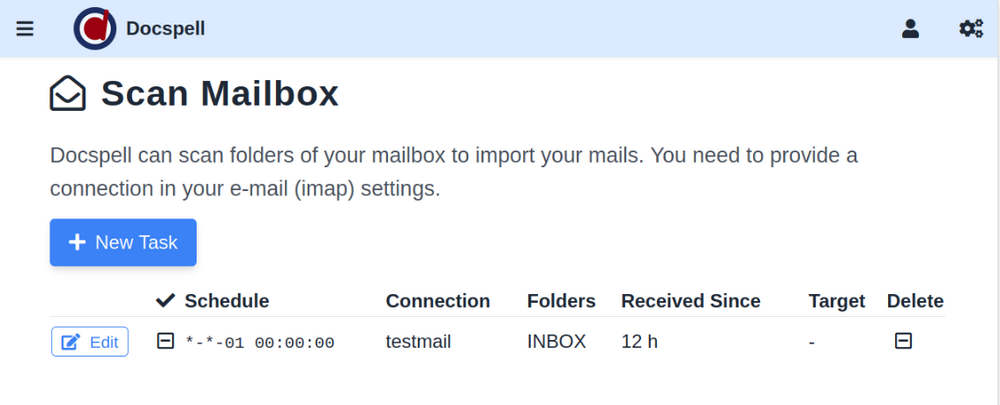 Docspell
Scan Mailbox
Docspell can scan folders of your mailbox to import your mails. You need to provide a
connection in your e-mail (imap) settings.
New Task
Schedule Connection Folders Received Since Target Delete
Edit *-*-01 00:00:00 testmail INBOX 12 h -